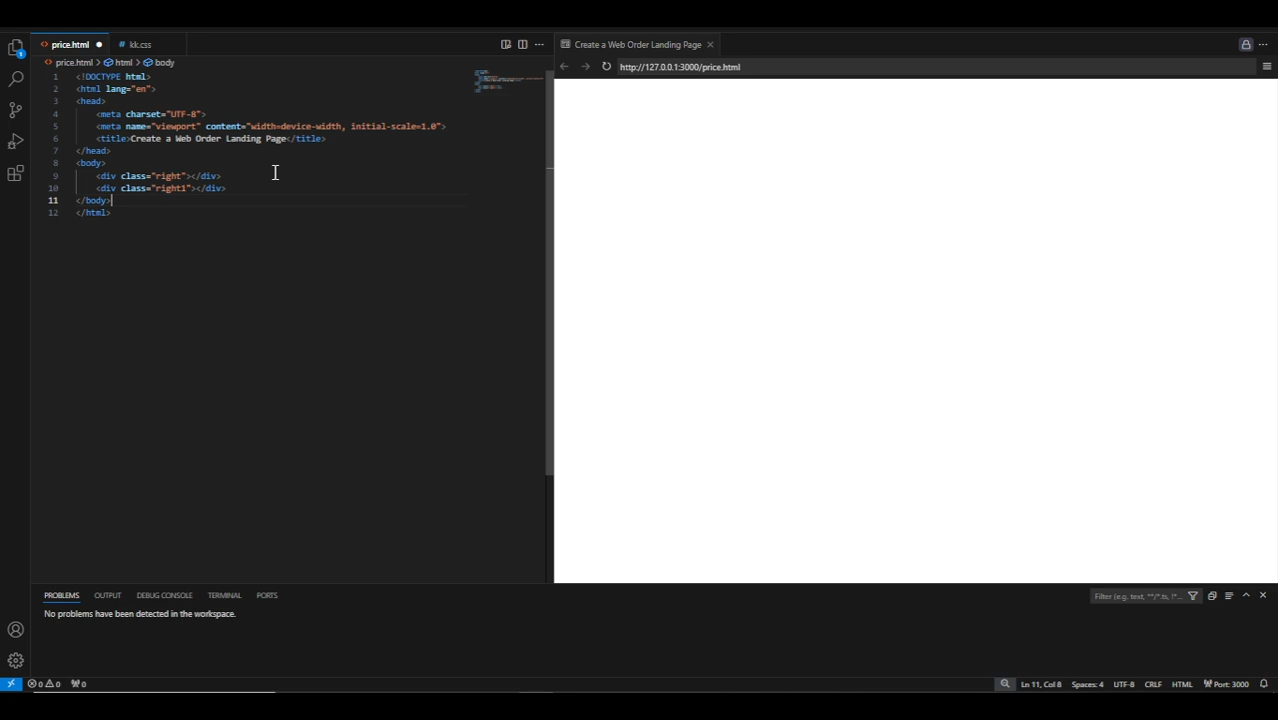 price.html
kk.css
Create a Web Order Landing Page
1
price.html > html > body
http://127.0.0.1:3000/price.html
1 <!DOCTYPE html>
2 <html lang="en">
3 <head>
4 <meta charset="UTF-8">
5 <meta name="viewport" content="width=device-width, initial-scale=1.0">
6 <title>Create a Web Order Landing Page</title>
7 </head>
8 <body>
9 <div class="right"></div>
10 <div class="right1"></div>
11 </body>
12 </html>
PROBLEMS OUTPUT DEBUG CONSOLE TERMINAL PORTS
Filter (e.g. text, **/*.ts, !*...
No problems have been detected in the workspace.
0 0 0 Ln 11, Col 8 Spaces: 4 UTF-8 CRLF HTML Port: 3000